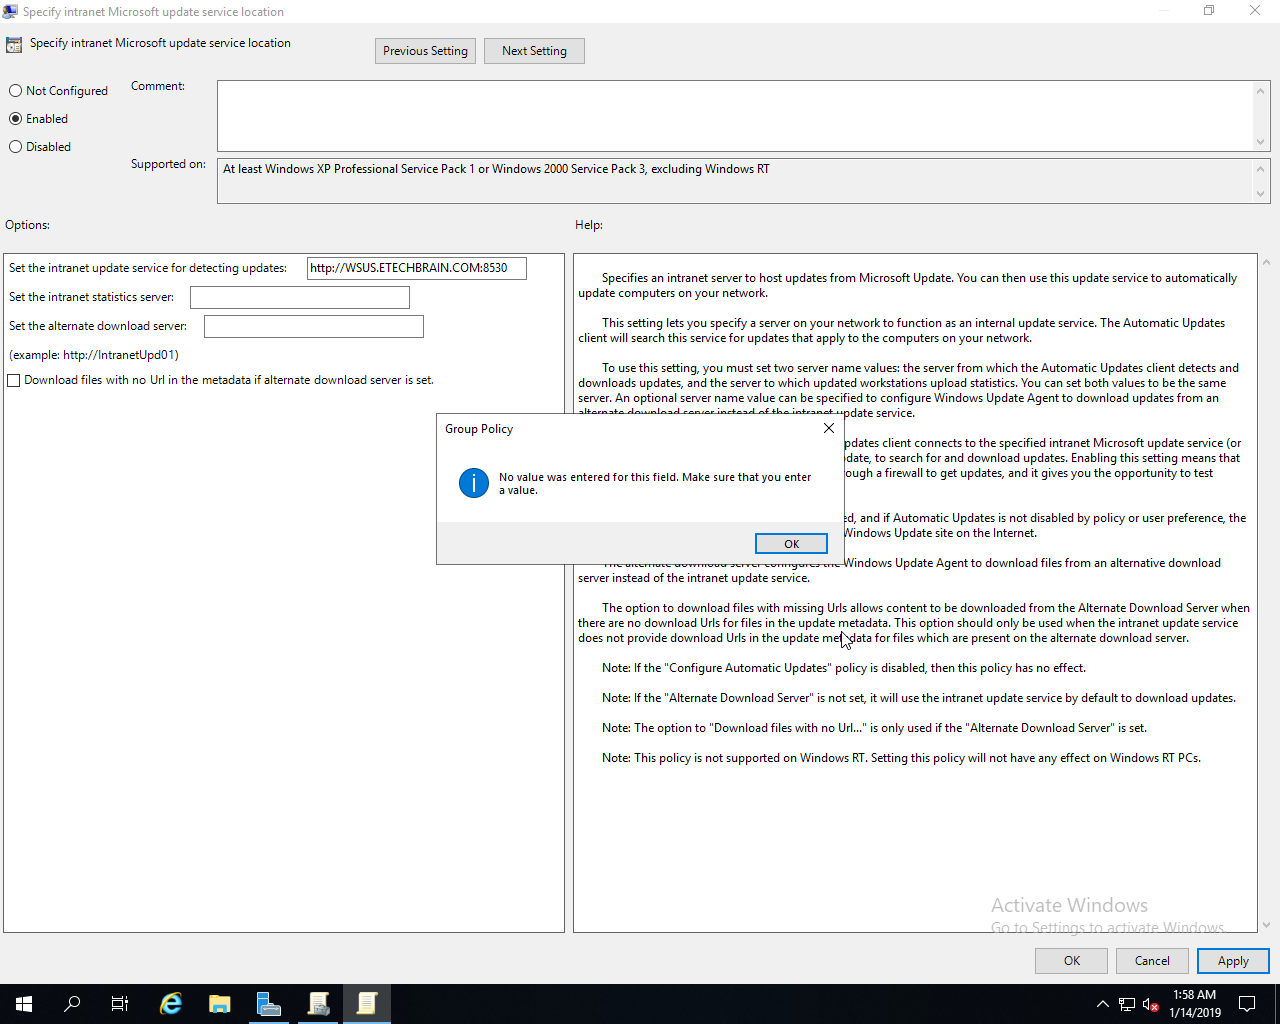 Specify intranet Microsoft update service location
Specify intranet Microsoft update service location
Previous Setting
Next Setting
Not Configured
Enabled
Disabled
Comment:
Supported on:
At least Windows XP Professional Service Pack 1 or Windows 2000 Service Pack 3, excluding Windows RT
Options:
Help:
Set the intranet update service for detecting updates:
http://WSUS.ETECHBRAIN.COM:8530
Set the intranet statistics server:
Set the alternate download server:
(example: http://IntranetUpd01)
Download files with no Url in the metadata if alternate download server is set.
Specifies an intranet server to host updates from Microsoft Update. You can then use this update service to automatically
update computers on your network.
This setting lets you specify a server on your network to function as an internal update service. The Automatic Updates
client will search this service for updates that apply to the computers on your network.
To use this setting, you must set two server name values: the server from which the Automatic Updates client detects and
downloads updates, and the server to which updated workstations upload statistics. You can set both values to be the same
server. An optional server name value can be specified to configure Windows Update Agent to download updates from an
alternate download server instead of the intranet update service.
pdates client connects to the specified intranet Microsoft update service (or
date, to search for and download updates. Enabling this setting means that
ough a firewall to get updates, and it gives you the opportunity to test
ed, and if Automatic Updates is not disabled by policy or user preference, the
Windows Update site on the Internet.
The alternate download server configures the Windows Update Agent to download files from an alternative download
server instead of the intranet update service.
The option to download files with missing Urls allows content to be downloaded from the Alternate Download Server when
there are no download Urls for files in the update metadata. This option should only be used when the intranet update service
does not provide download Urls in the update metadata for files which are present on the alternate download server.
Note: If the "Configure Automatic Updates" policy is disabled, then this policy has no effect.
Note: If the "Alternate Download Server" is not set, it will use the intranet update service by default to download updates.
Note: The option to "Download files with no Url..." is only used if the "Alternate Download Server" is set.
Note: This policy is not supported on Windows RT. Setting this policy will not have any effect on Windows RT PCs.
Group Policy
No value was entered for this field. Make sure that you enter
a value.
OK
Activate Windows
Go to Settings to activate Windows.
OK
Cancel
Apply
1:58 AM
1/14/2019